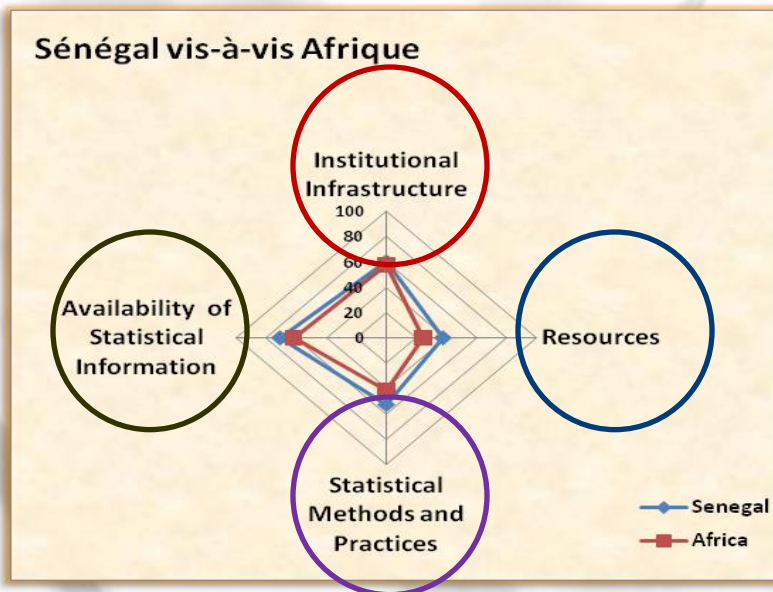 Sénégal vis-à-vis Afrique
Institutional
Infrastructure
100
80
60
40
20
0
Availability of
Statistical
Information
Resources
Statistical
Methods and
Practices
Senegal
Africa